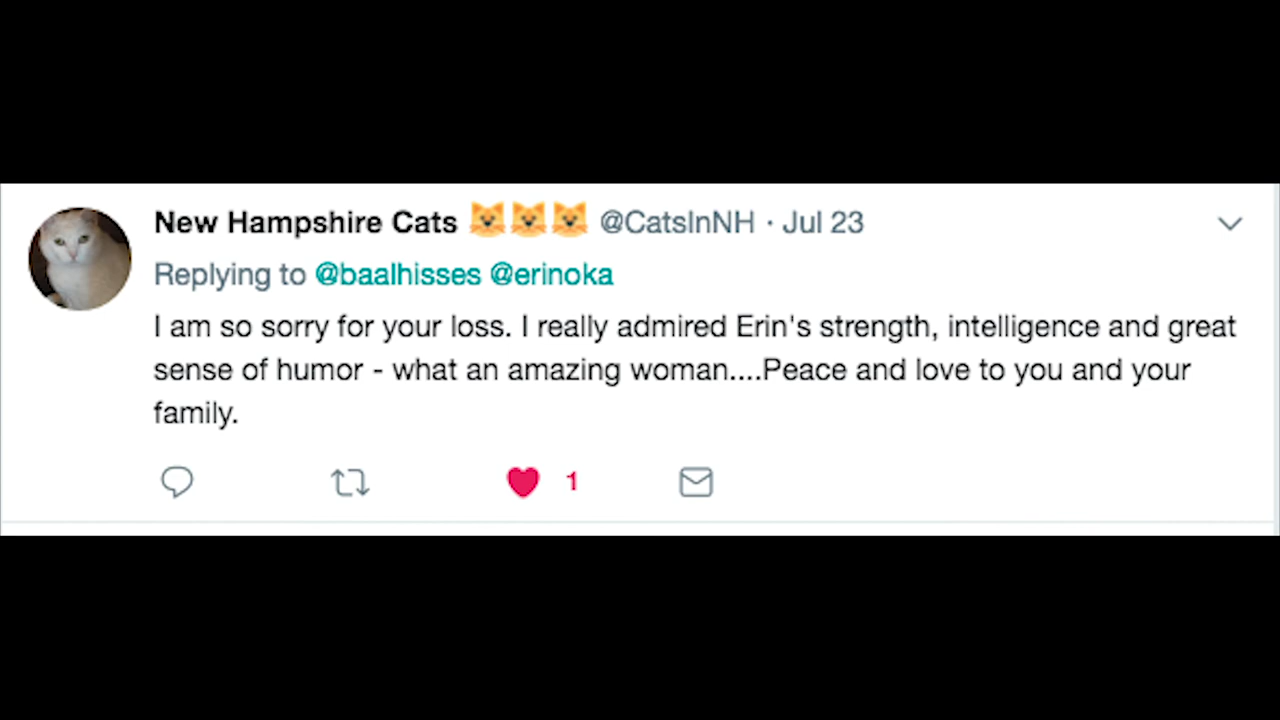 New Hampshire Cats 🐱🐱🐱 @CatsInNH · Jul 23
Replying to @baalhisses @erinoka
I am so sorry for your loss. I really admired Erin's strength, intelligence and great
sense of humor - what an amazing woman....Peace and love to you and your
family.
1